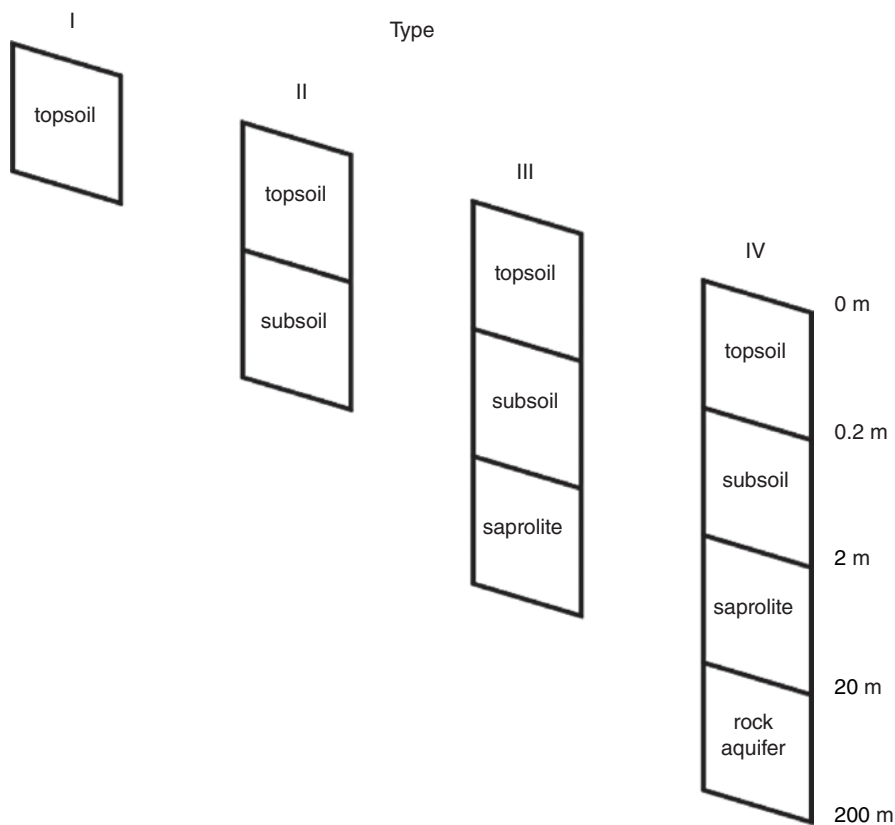 I
Type
topsoil
II
topsoil
subsoil
III
topsoil
subsoil
saprolite
IV
topsoil
subsoil
saprolite
rock
aquifer
0 m
0.2 m
2 m
20 m
200 m